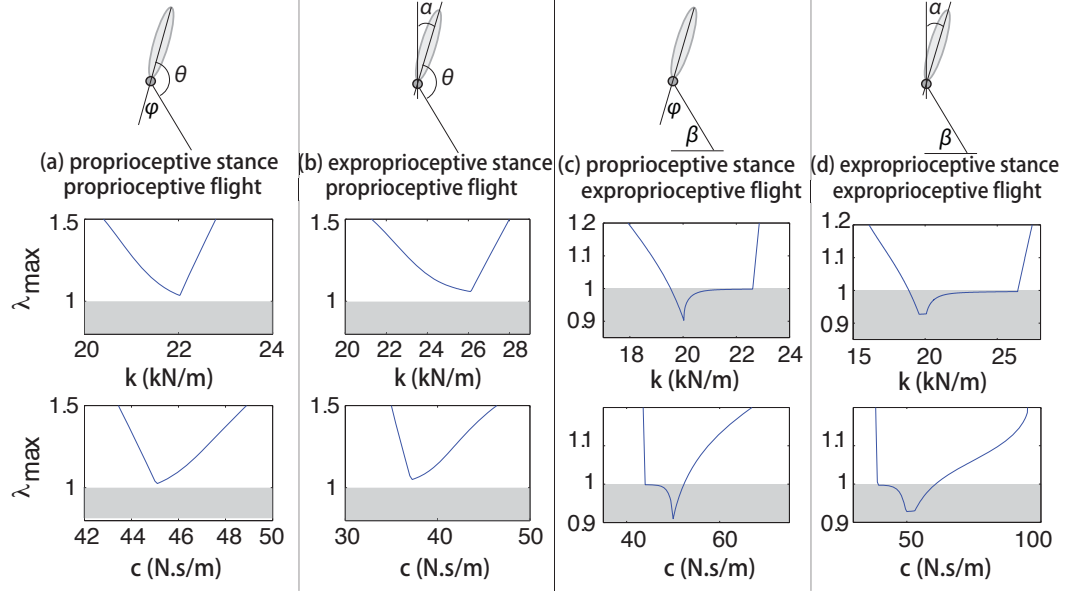 α
α
θ
θ
φ
φ
β
β
(a) proprioceptive stance
proprioceptive flight
(b) exproprioceptive stance
proprioceptive flight
(c) proprioceptive stance
exproprioceptive flight
(d) exproprioceptive stance
exproprioceptive flight
λmax
1.5
1
20 22 24
k (kN/m)
1.5
1
20 22 24 26 28
k (kN/m)
1.2
1.1
1
0.9
18 20 22 24
k (kN/m)
1.2
1.1
1
0.9
15 20 25
k (kN/m)
λmax
1.5
1
42 44 46 48 50
c (N.s/m)
1.5
1
30 40 50
c (N.s/m)
1.1
1
0.9
40 60
c (N.s/m)
1.1
1
0.9
50 100
c (N.s/m)